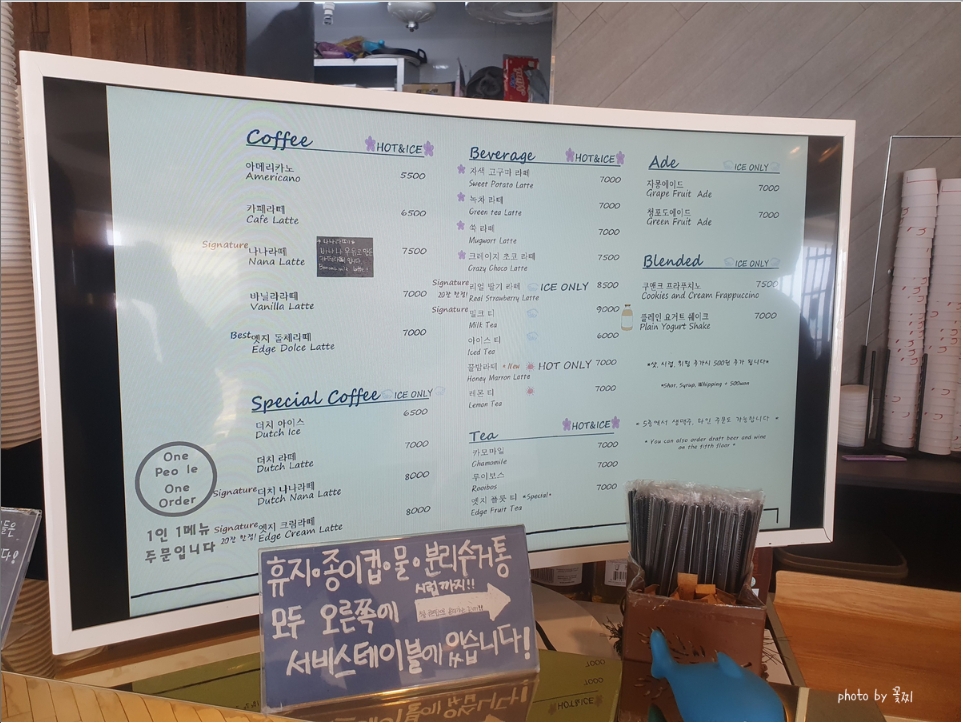 Coffee
HOT&ICE
아메리카노
Americano
5500
카페라떼
Cafe Latte
6500
Signature
나나라떼
Nana Latte
7500
바닐라라떼
Vanilla Latte
7000
Best
엣지 돌체라떼
Edge Dolce Latte
7000
Special Coffee
ICE ONLY
더치 아이스
Dutch Ice
6500
더치 라떼
Dutch Latte
7000
Signature
더치 나나라떼
Dutch Nana Latte
8000
Signature
20잔 한정!
엣지 크림라떼
Edge Cream Latte
8000
One
Peo le
One
Order
1인 1메뉴
주문입니다
Beverage
HOT&ICE
자색 고구마 라떼
Sweet Potato Latte
7000
녹차 라떼
Green tea Latte
7000
쑥 라떼
Mugwort Latte
7000
크레이지 초코 라떼
Crazy Choco Latte
7500
Signature
20잔 한정!
리얼 딸기 라떼
Real Strawberry Latte
ICE ONLY
8500
Signature
밀크 티
Milk Tea
9000
아이스 티
Iced Tea
6000
꿀밤라떼 *New
Honey Marron Latte
HOT ONLY
7000
레몬 티
Lemon Tea
7000
Tea
HOT&ICE
카모마일
Chamomile
7000
루이보스
Rooibos
7000
엣지 플룻 티 *Special*
Edge Fruit Tea
7000
Ade
ICE ONLY
자몽에이드
Grape Fruit Ade
7000
청포도에이드
Green Fruit Ade
7000
Blended
ICE ONLY
쿠앤크 프라푸치노
Cookies and Cream Frappuccino
7500
플레인 요거트 쉐이크
Plain Yogurt Shake
7000
*샷, 시럽, 휘핑 추가시 500원 추가 됩니다*
*Shot, Syrup, Whipping + 500won
* 5층에서 생맥주, 와인 주문도 가능합니다 *
* You can also order draft beer and wine
on the fifth floor *
휴지•종이컵•물•분리수거통
시럽까지!!
모두 오른쪽에
서비스테이블에 있습니다!
photo by 꽃찌